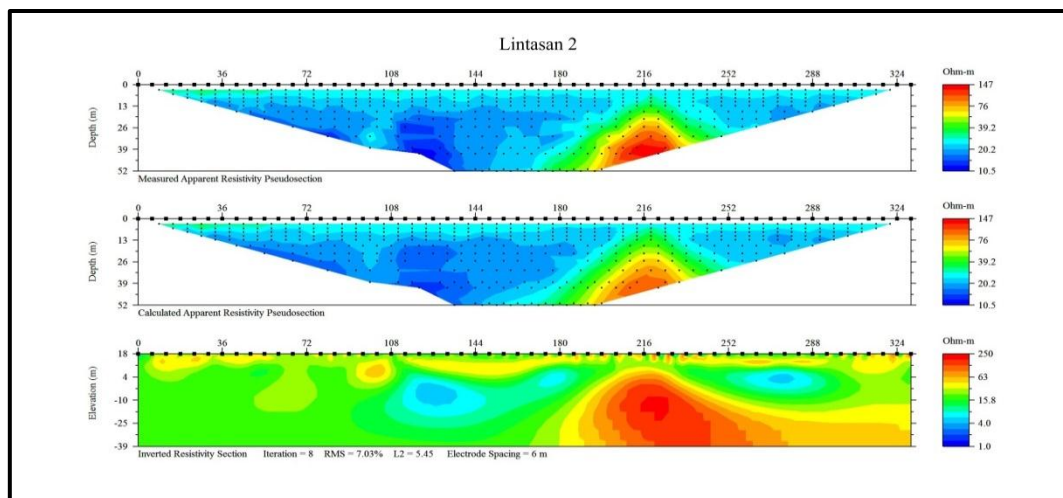 Lintasan 2
0 36 72 108 144 180 216 252 288 324 Ohm-m
0 147
13 76
Depth (m)
26 39.2
39 20.2
52 10.5
Measured Apparent Resistivity Pseudosection
0 36 72 108 144 180 216 252 288 324 Ohm-m
0 147
13 76
Depth (m)
26 39.2
39 20.2
52 10.5
Calculated Apparent Resistivity Pseudosection
0 36 72 108 144 180 216 252 288 324 Ohm-m
18 250
4 63
Elevation (m)
-10 15.8
-25 4.0
-39 1.0
Inverted Resistivity Section Iteration = 8 RMS = 7.03% L2 = 5.45 Electrode Spacing = 6 m